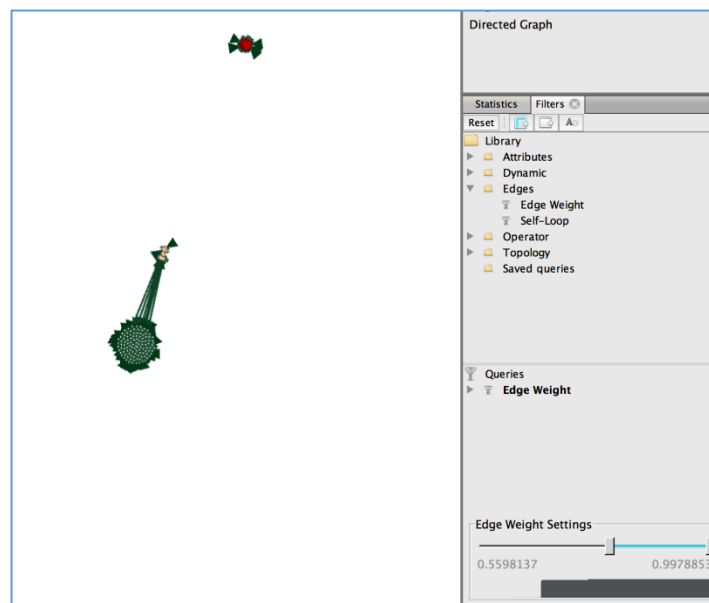 Directed Graph
Statistics Filters
Reset
Library
Attributes
Dynamic
Edges
Edge Weight
Self-Loop
Operator
Topology
Saved queries
Queries
Edge Weight
Edge Weight Settings
0.5598137 0.9978853